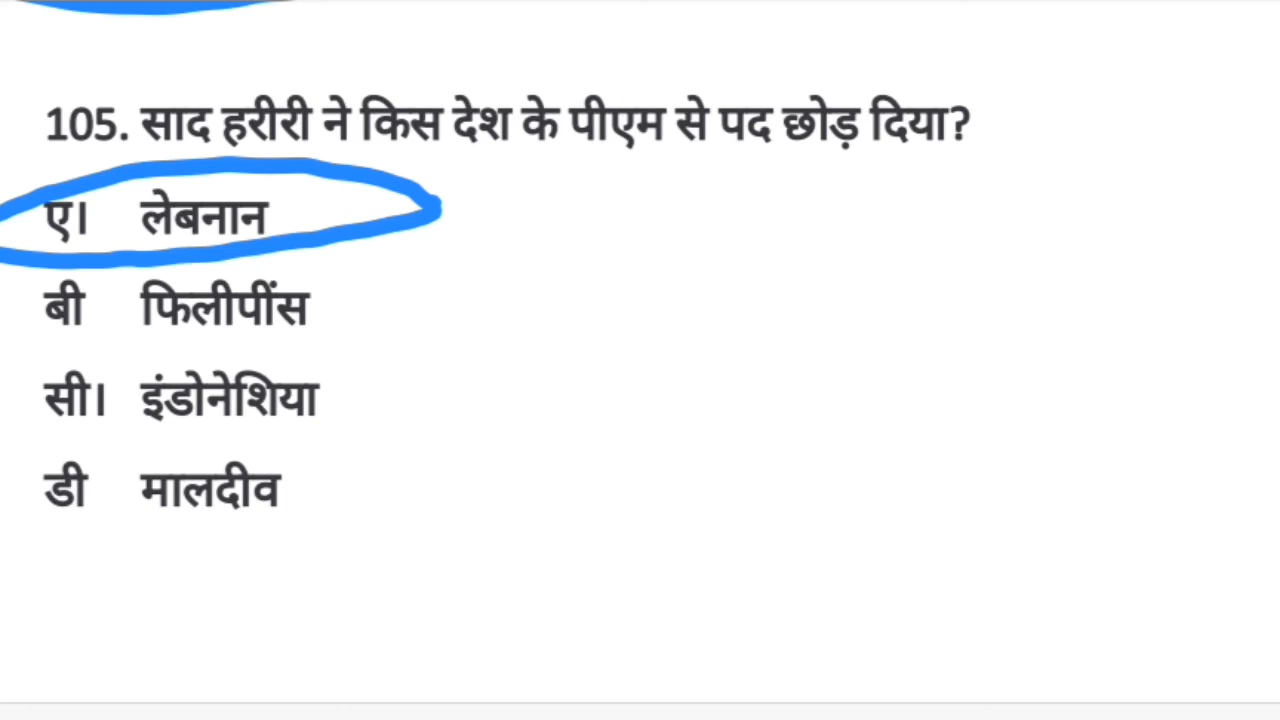 105. साद हरीरी ने किस देश के पीएम से पद छोड़ दिया?
ए। लेबनान
बी फिलीपींस
सी। इंडोनेशिया
डी मालदीव